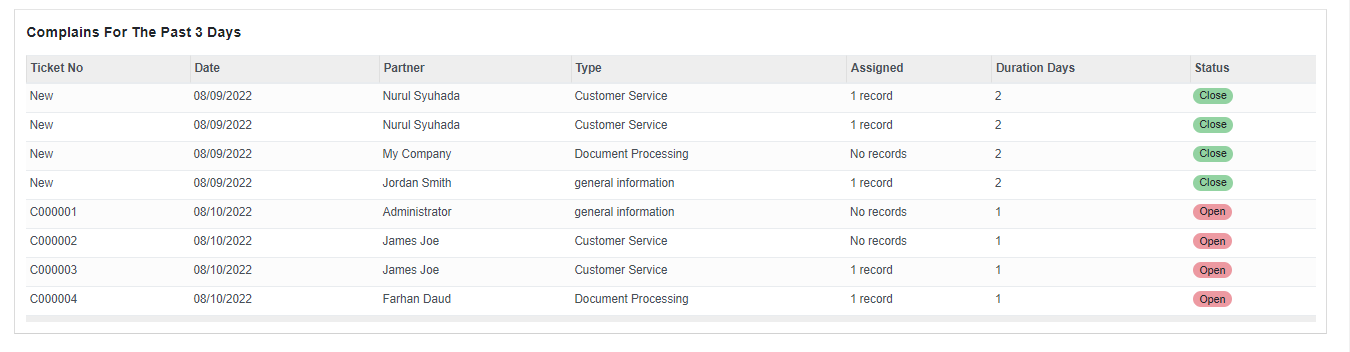 Complains For The Past 3 Days
Ticket No Date Partner Type Assigned Duration Days Status
New 08/09/2022 Nurul Syuhada Customer Service 1 record 2 Close
New 08/09/2022 Nurul Syuhada Customer Service 1 record 2 Close
New 08/09/2022 My Company Document Processing No records 2 Close
New 08/09/2022 Jordan Smith general information 1 record 2 Close
C000001 08/10/2022 Administrator general information No records 1 Open
C000002 08/10/2022 James Joe Customer Service No records 1 Open
C000003 08/10/2022 James Joe Customer Service 1 record 1 Open
C000004 08/10/2022 Farhan Daud Document Processing 1 record 1 Open